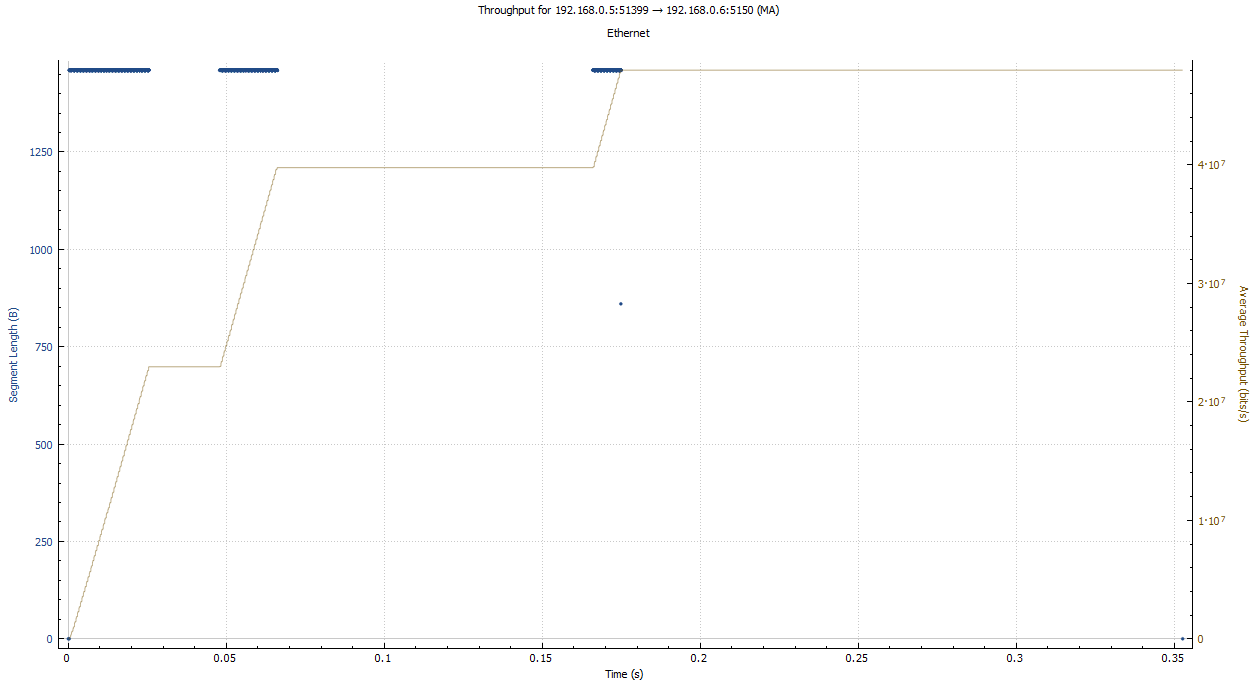 Throughput for 192.168.0.5:51399 → 192.168.0.6:5150 (MA)
Ethernet
Segment Length (B)
1250
1000
750
500
250
0
4·10⁷
3·10⁷
2·10⁷
1·10⁷
0
Average Throughput (bits/s)
0 0.05 0.1 0.15 0.2 0.25 0.3 0.35
Time (s)